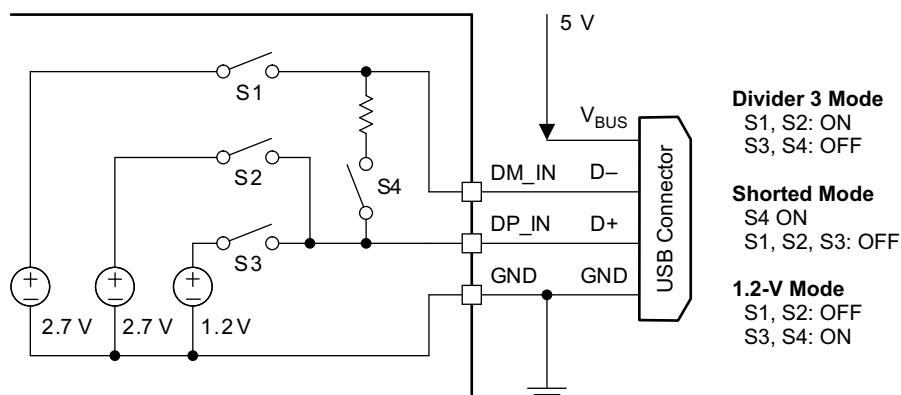 5 V
S1
V_BUS
S2
S4
DM_IN D–
DP_IN D+
S3
GND GND
2.7 V 2.7 V 1.2 V
USB Connector
Divider 3 Mode
S1, S2: ON
S3, S4: OFF
Shorted Mode
S4 ON
S1, S2, S3: OFF
1.2-V Mode
S1, S2: OFF
S3, S4: ON